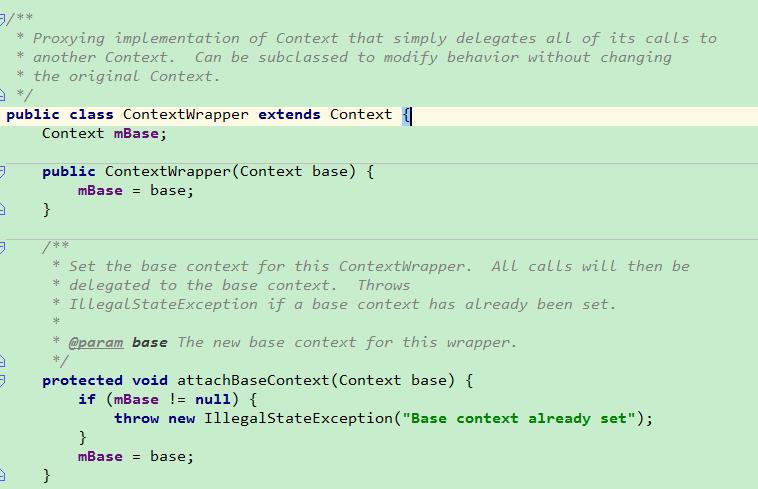 /**
 * Proxying implementation of Context that simply delegates all of its calls to
 * another Context.  Can be subclassed to modify behavior without changing
 * the original Context.
 */
public class ContextWrapper extends Context {
    Context mBase;

    public ContextWrapper(Context base) {
        mBase = base;
    }

    /**
     * Set the base context for this ContextWrapper.  All calls will then be
     * delegated to the base context.  Throws
     * IllegalStateException if a base context has already been set.
     *
     * @param base The new base context for this wrapper.
     */
    protected void attachBaseContext(Context base) {
        if (mBase != null) {
            throw new IllegalStateException("Base context already set");
        }
        mBase = base;
    }